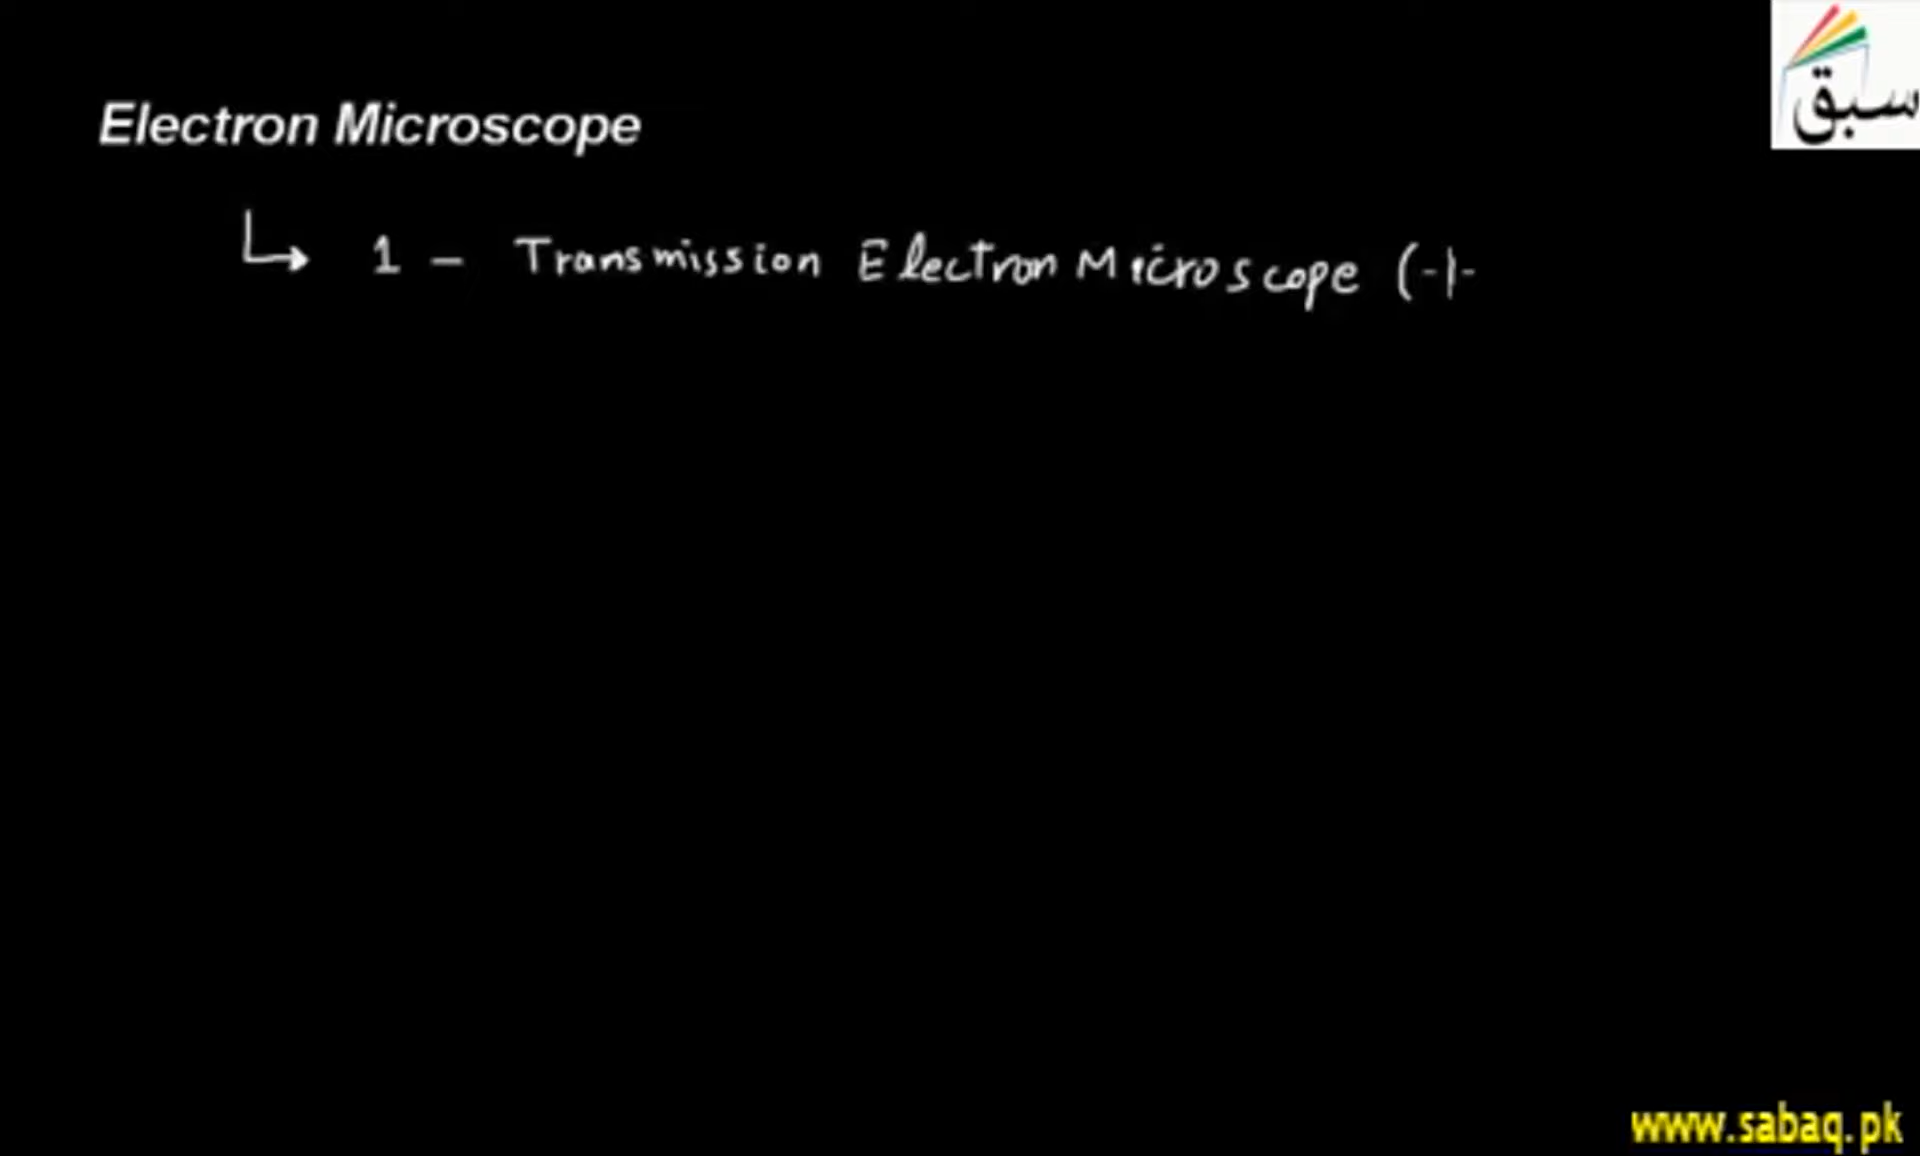 سبق
Electron Microscope
1 - Transmission Electron Microscope (
www.sabaq.pk